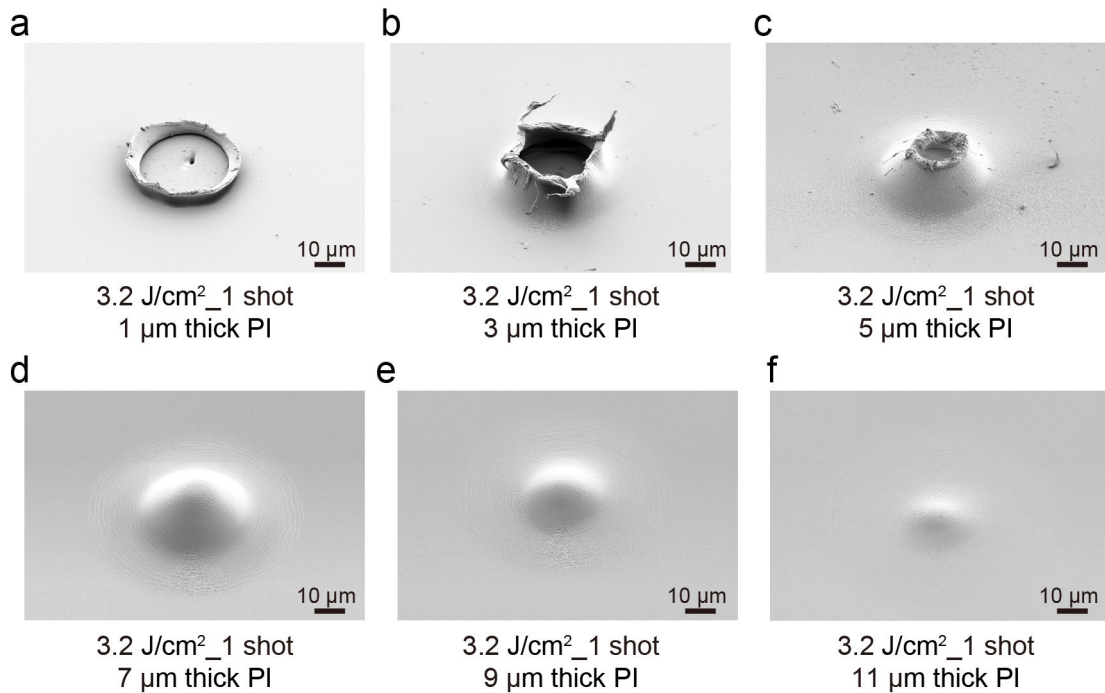 a
b
c
10 µm
10 µm
10 µm
3.2 J/cm²_1 shot
1 µm thick PI
3.2 J/cm²_1 shot
3 µm thick PI
3.2 J/cm²_1 shot
5 µm thick PI
d
e
f
10 µm
10 µm
10 µm
3.2 J/cm²_1 shot
7 µm thick PI
3.2 J/cm²_1 shot
9 µm thick PI
3.2 J/cm²_1 shot
11 µm thick PI